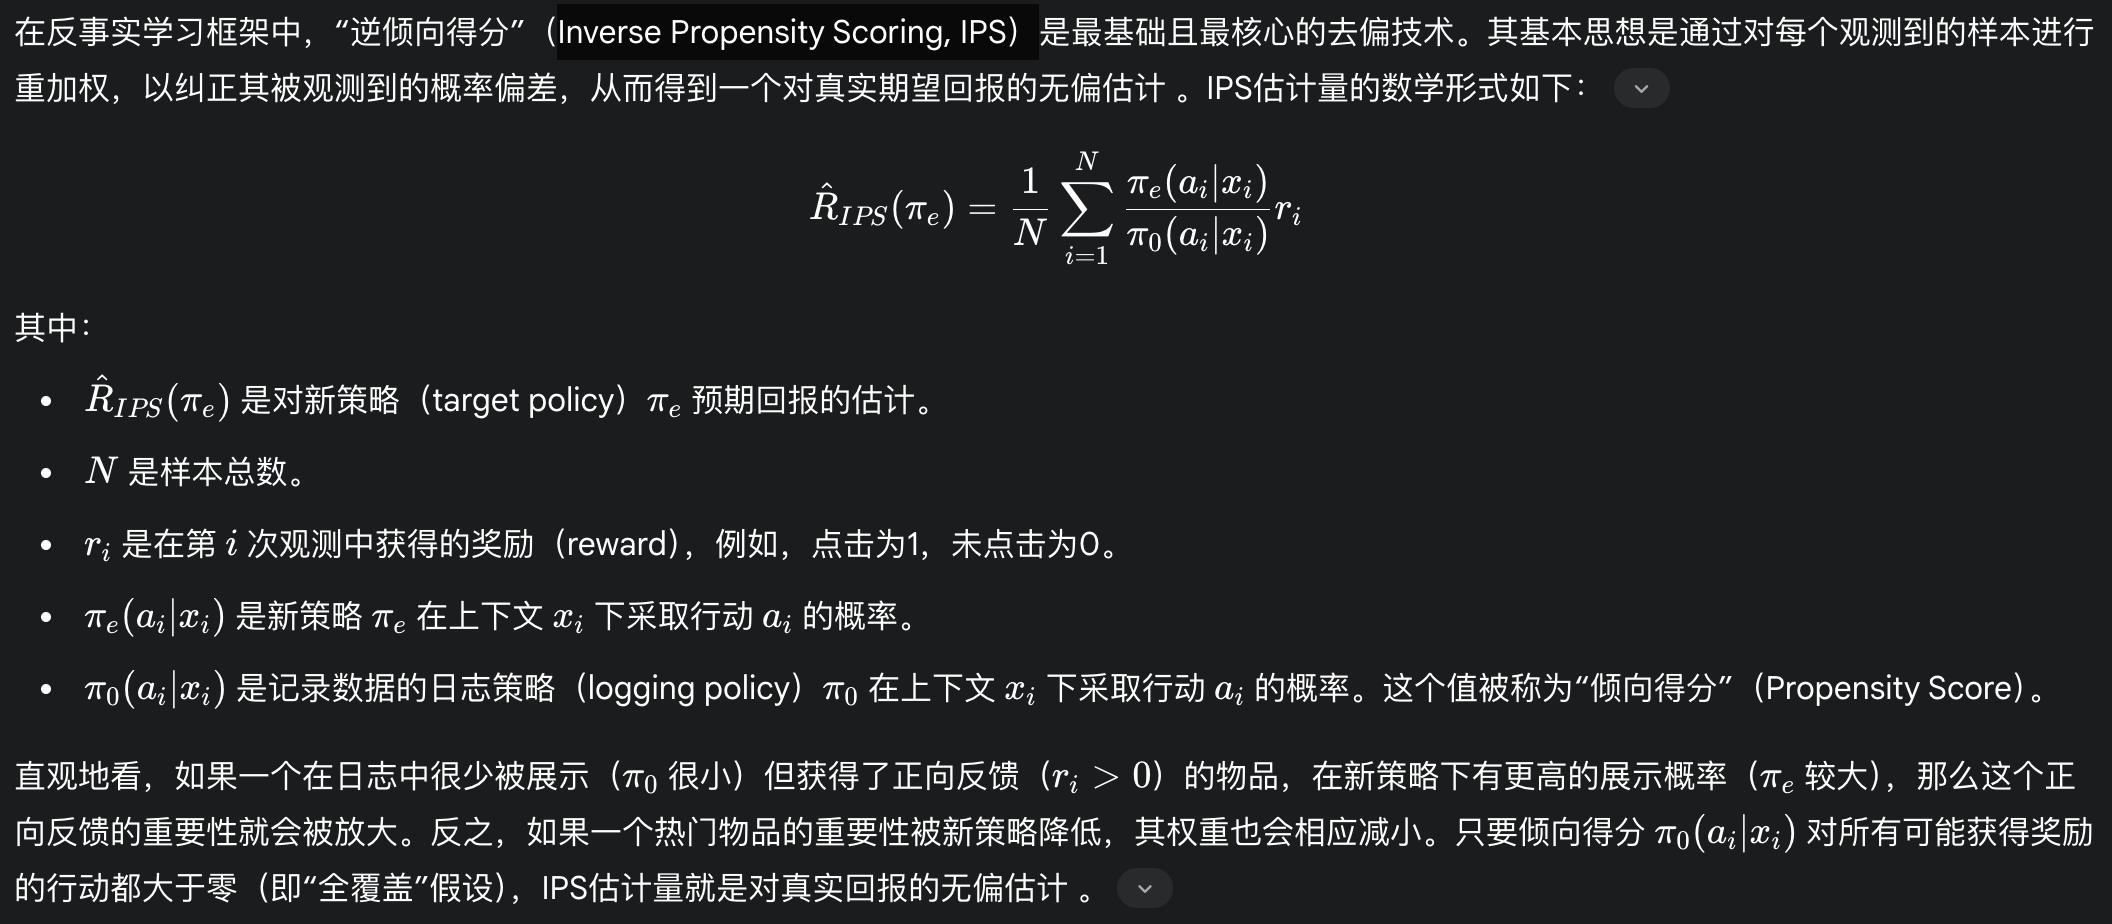 在反事实学习框架中，“逆倾向得分”（Inverse Propensity Scoring, IPS）是最基础且最核心的去偏技术。其基本思想是通过对每个观测到的样本进行
重加权，以纠正其被观测到的概率偏差，从而得到一个对真实期望回报的无偏估计 。IPS估计量的数学形式如下：
$\hat{R}_{IPS}(\pi_e) = \frac{1}{N} \sum_{i=1}^{N} \frac{\pi_e(a_i|x_i)}{\pi_0(a_i|x_i)} r_i$
其中：
• $\hat{R}_{IPS}(\pi_e)$ 是对新策略（target policy）$\pi_e$ 预期回报的估计。
• $N$ 是样本总数。
• $r_i$ 是在第 $i$ 次观测中获得的奖励（reward），例如，点击为1，未点击为0。
• $\pi_e(a_i|x_i)$ 是新策略 $\pi_e$ 在上下文 $x_i$ 下采取行动 $a_i$ 的概率。
• $\pi_0(a_i|x_i)$ 是记录数据的日志策略（logging policy）$\pi_0$ 在上下文 $x_i$ 下采取行动 $a_i$ 的概率。这个值被称为“倾向得分”（Propensity Score）。
直观地看，如果一个在日志中很少被展示（$\pi_0$ 很小）但获得了正向反馈（$r_i > 0$）的物品，在新策略下有更高的展示概率（$\pi_e$ 较大），那么这个正
向反馈的重要性就会被放大。反之，如果一个热门物品的重要性被新策略降低，其权重也会相应减小。只要倾向得分 $\pi_0(a_i|x_i)$ 对所有可能获得奖励
的行动都大于零（即“全覆盖”假设），IPS估计量就是对真实回报的无偏估计 。